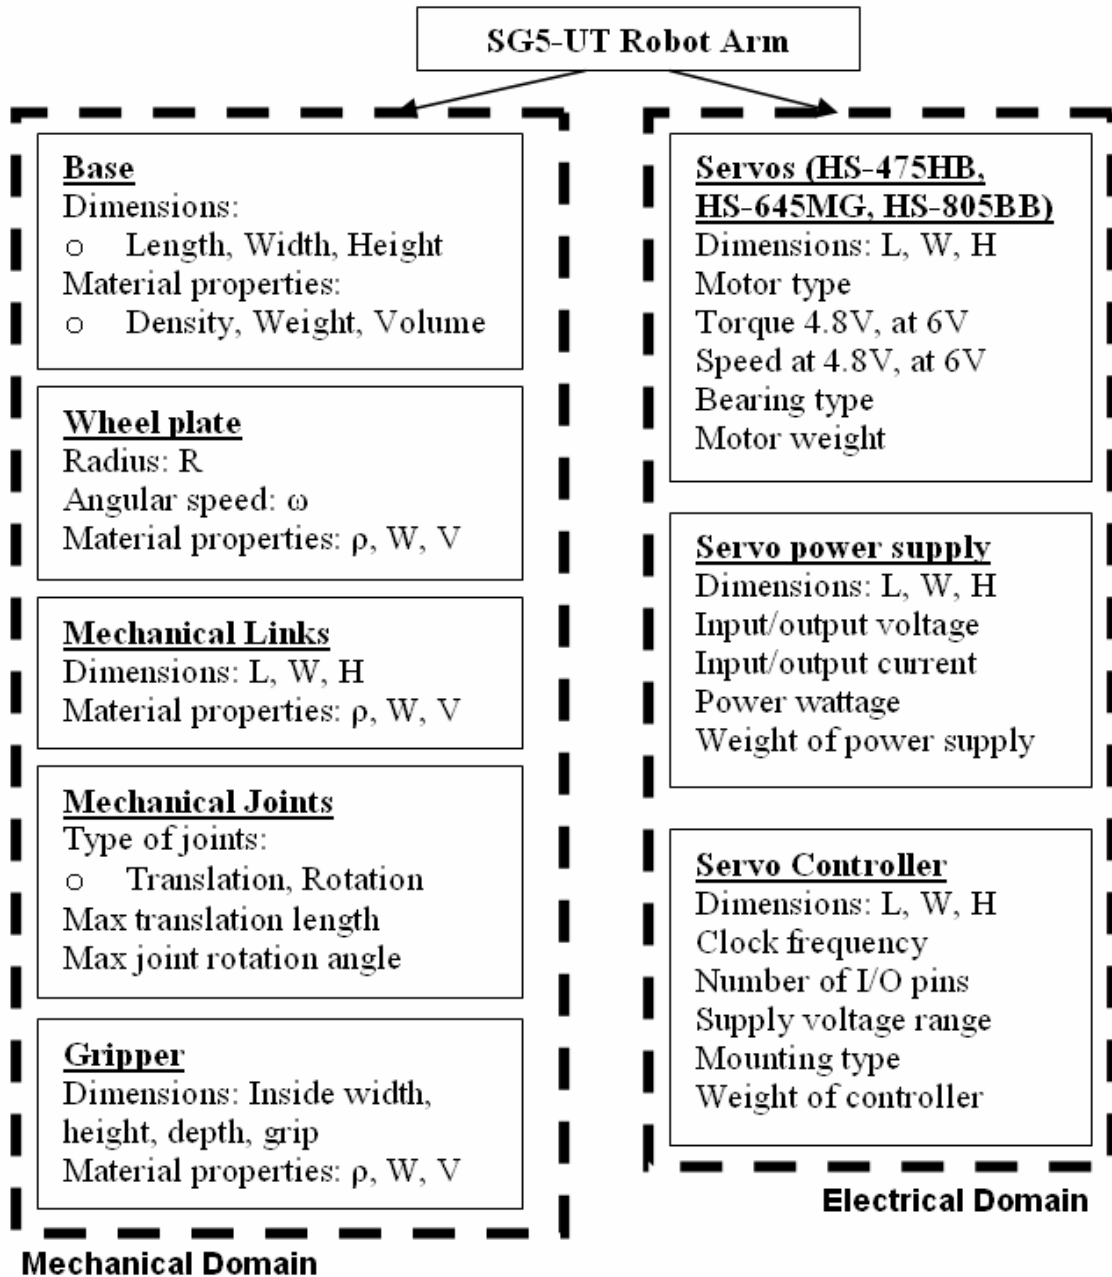 SG5-UT Robot Arm
Base
Dimensions:
o Length, Width, Height
Material properties:
o Density, Weight, Volume
Wheel plate
Radius: R
Angular speed: ω
Material properties: ρ, W, V
Mechanical Links
Dimensions: L, W, H
Material properties: ρ, W, V
Mechanical Joints
Type of joints:
o Translation, Rotation
Max translation length
Max joint rotation angle
Gripper
Dimensions: Inside width,
height, depth, grip
Material properties: ρ, W, V
Mechanical Domain
Servos (HS-475HB,
HS-645MG, HS-805BB)
Dimensions: L, W, H
Motor type
Torque 4.8V, at 6V
Speed at 4.8V, at 6V
Bearing type
Motor weight
Servo power supply
Dimensions: L, W, H
Input/output voltage
Input/output current
Power wattage
Weight of power supply
Servo Controller
Dimensions: L, W, H
Clock frequency
Number of I/O pins
Supply voltage range
Mounting type
Weight of controller
Electrical Domain